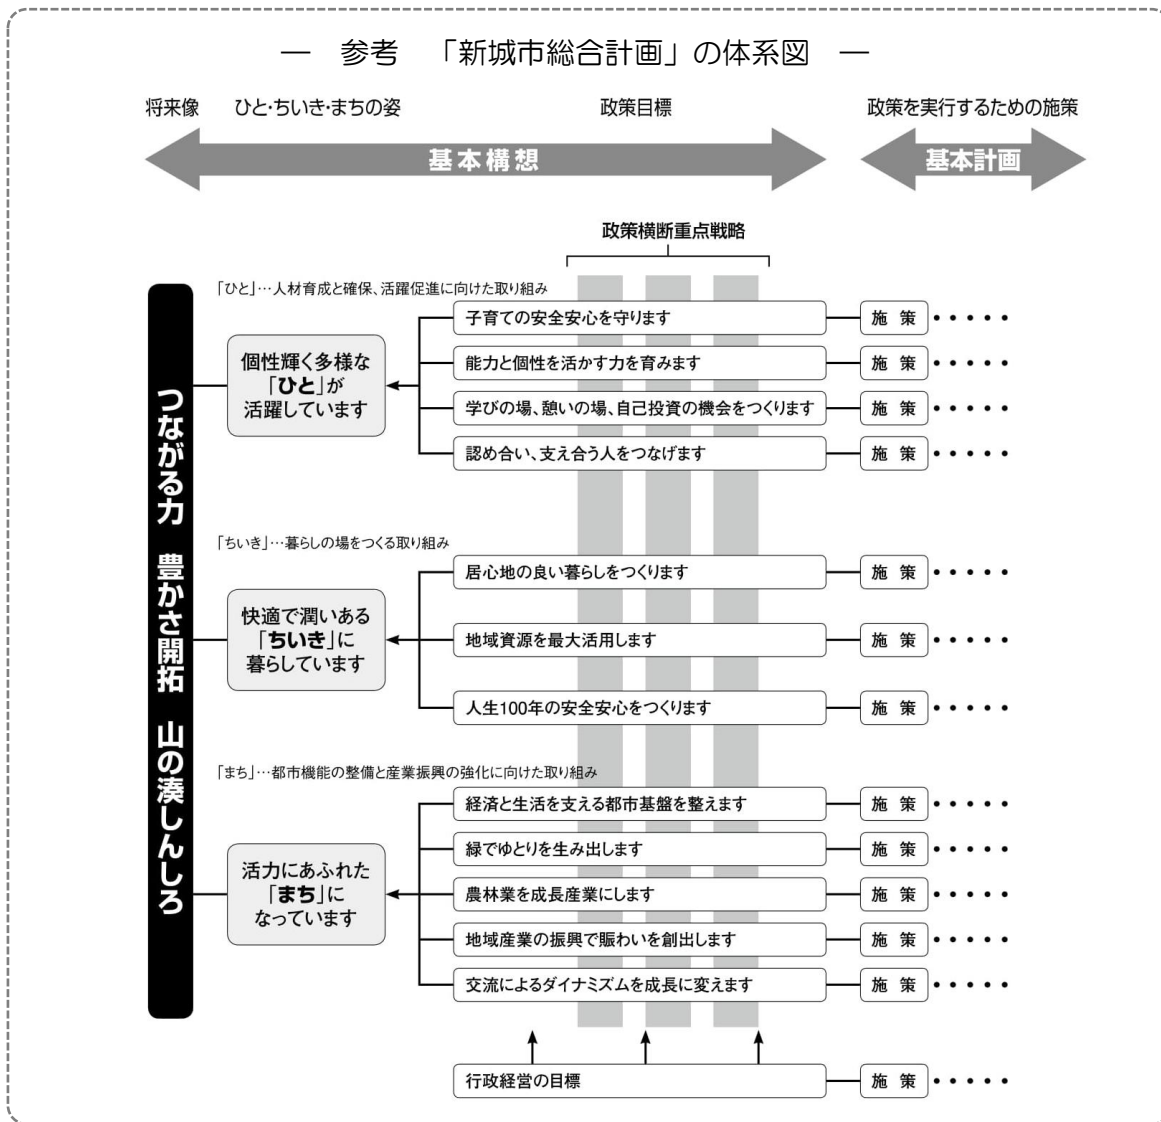 ― 参考 「新城市総合計画」の体系図 ―
将来像 ひと・ちいき・まちの姿 政策目標 政策を実行するための施策
基本構想 基本計画
政策横断重点戦略
つながる力 豊かさ開拓 山の湊しんしろ
「ひと」…人材育成と確保、活躍促進に向けた取り組み
個性輝く多様な
「ひと」が
活躍しています
子育ての安全安心を守ります 施 策 ・・・・・
能力と個性を活かす力を育みます 施 策 ・・・・・
学びの場、憩いの場、自己投資の機会をつくります 施 策 ・・・・・
認め合い、支え合う人をつなげます 施 策 ・・・・・
「ちいき」…暮らしの場をつくる取り組み
快適で潤いある
「ちいき」に
暮らしています
居心地の良い暮らしをつくります 施 策 ・・・・・
地域資源を最大活用します 施 策 ・・・・・
人生100年の安全安心をつくります 施 策 ・・・・・
「まち」…都市機能の整備と産業振興の強化に向けた取り組み
活力にあふれた
「まち」に
なっています
経済と生活を支える都市基盤を整えます 施 策 ・・・・・
緑でゆとりを生み出します 施 策 ・・・・・
農林業を成長産業にします 施 策 ・・・・・
地域産業の振興で賑わいを創出します 施 策 ・・・・・
交流によるダイナミズムを成長に変えます 施 策 ・・・・・
行政経営の目標 施 策 ・・・・・